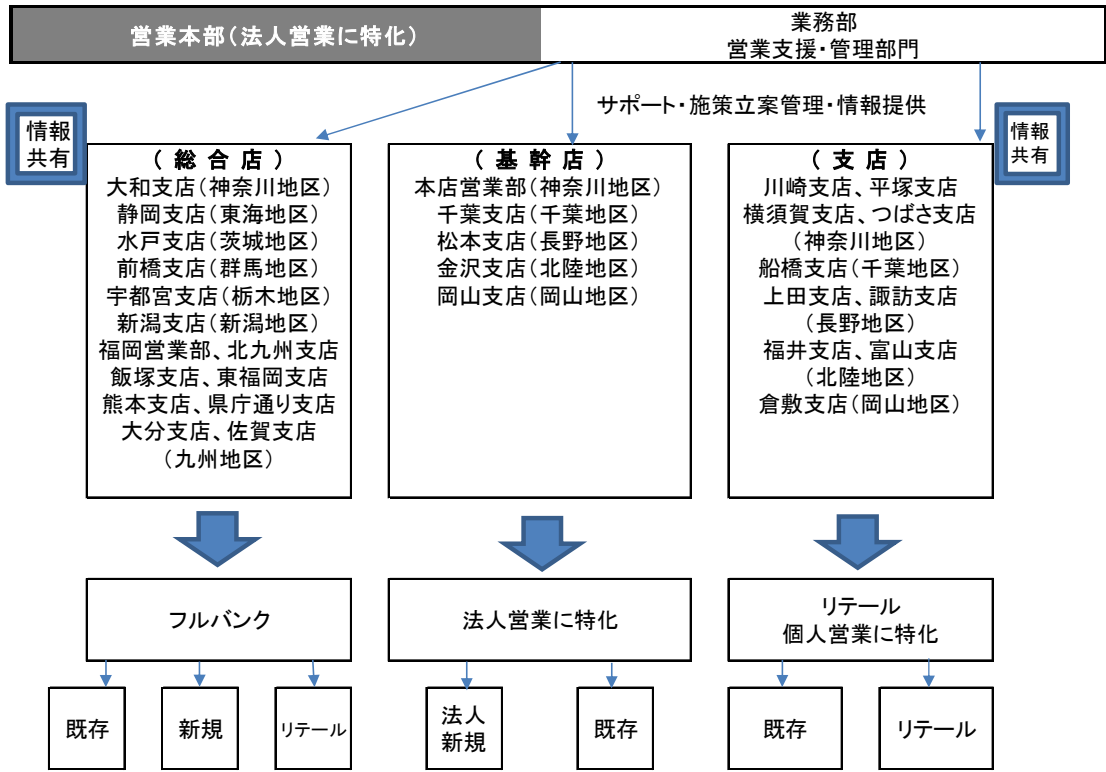 営業本部（法人営業に特化）
業務部
営業支援・管理部門
サポート・施策立案管理・情報提供
情報
共有
情報
共有
（ 総 合 店 ）
大和支店（神奈川地区）
静岡支店（東海地区）
水戸支店（茨城地区）
前橋支店（群馬地区）
宇都宮支店（栃木地区）
新潟支店（新潟地区）
福岡営業部、北九州支店
飯塚支店、東福岡支店
熊本支店、県庁通り支店
大分支店、佐賀支店
（九州地区）
（ 基 幹 店 ）
本店営業部（神奈川地区）
千葉支店（千葉地区）
松本支店（長野地区）
金沢支店（北陸地区）
岡山支店（岡山地区）
（ 支 店 ）
川崎支店、平塚支店
横須賀支店、つばさ支店
（神奈川地区）
船橋支店（千葉地区）
上田支店、諏訪支店
（長野地区）
福井支店、富山支店
（北陸地区）
倉敷支店（岡山地区）
フルバンク
法人営業に特化
リテール
個人営業に特化
既存
新規
リテール
法人
新規
既存
既存
リテール